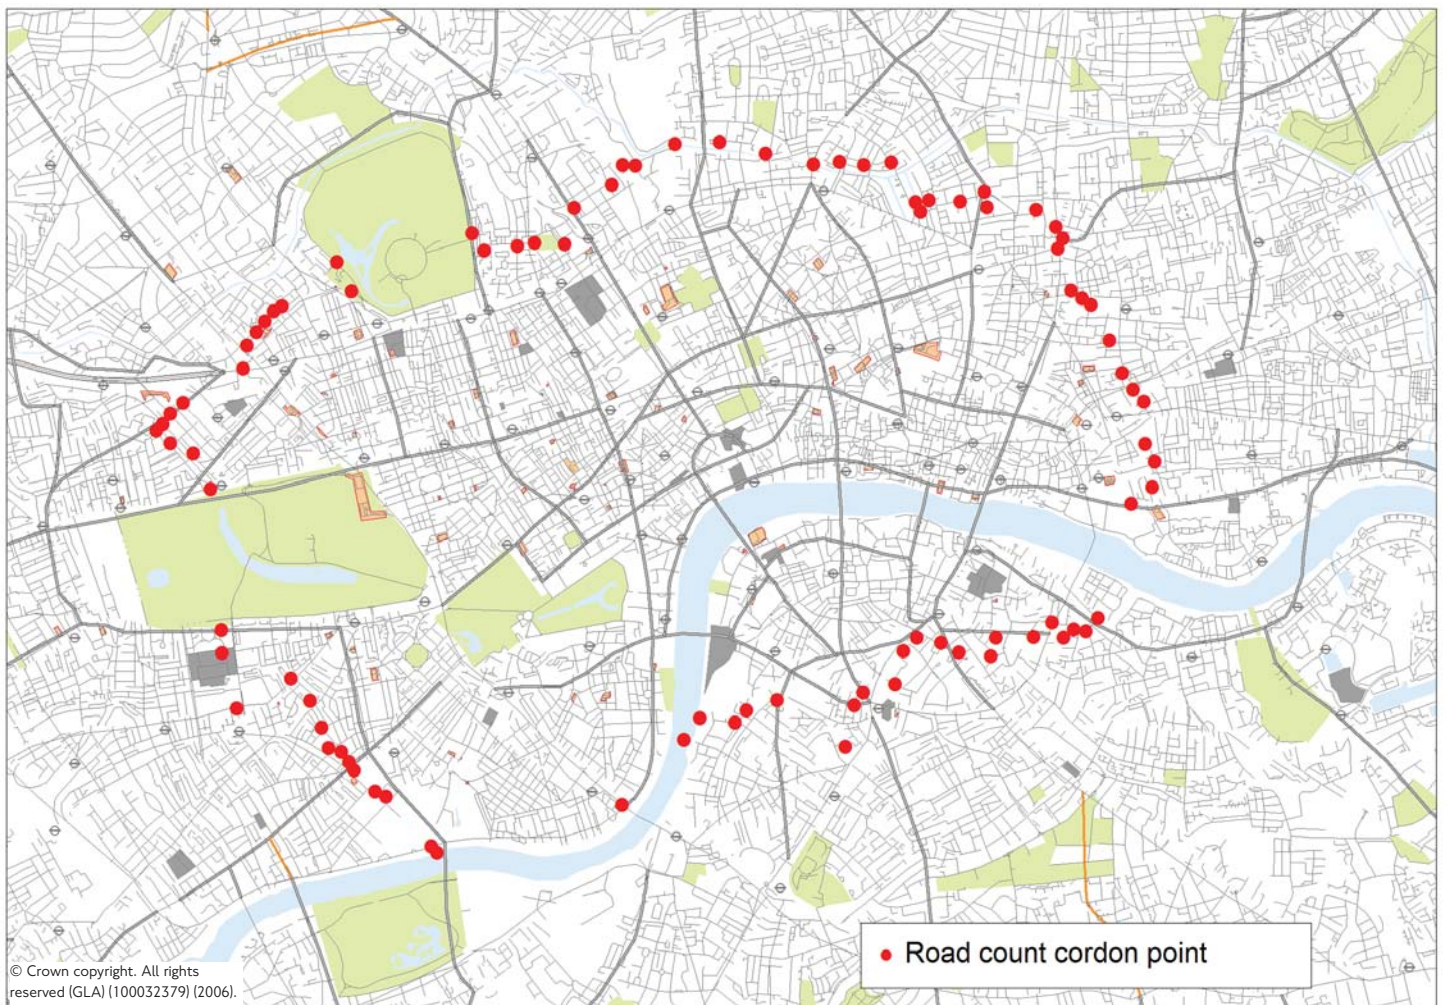 Road count cordon point
© Crown copyright. All rights
reserved (GLA) (100032379) (2006).